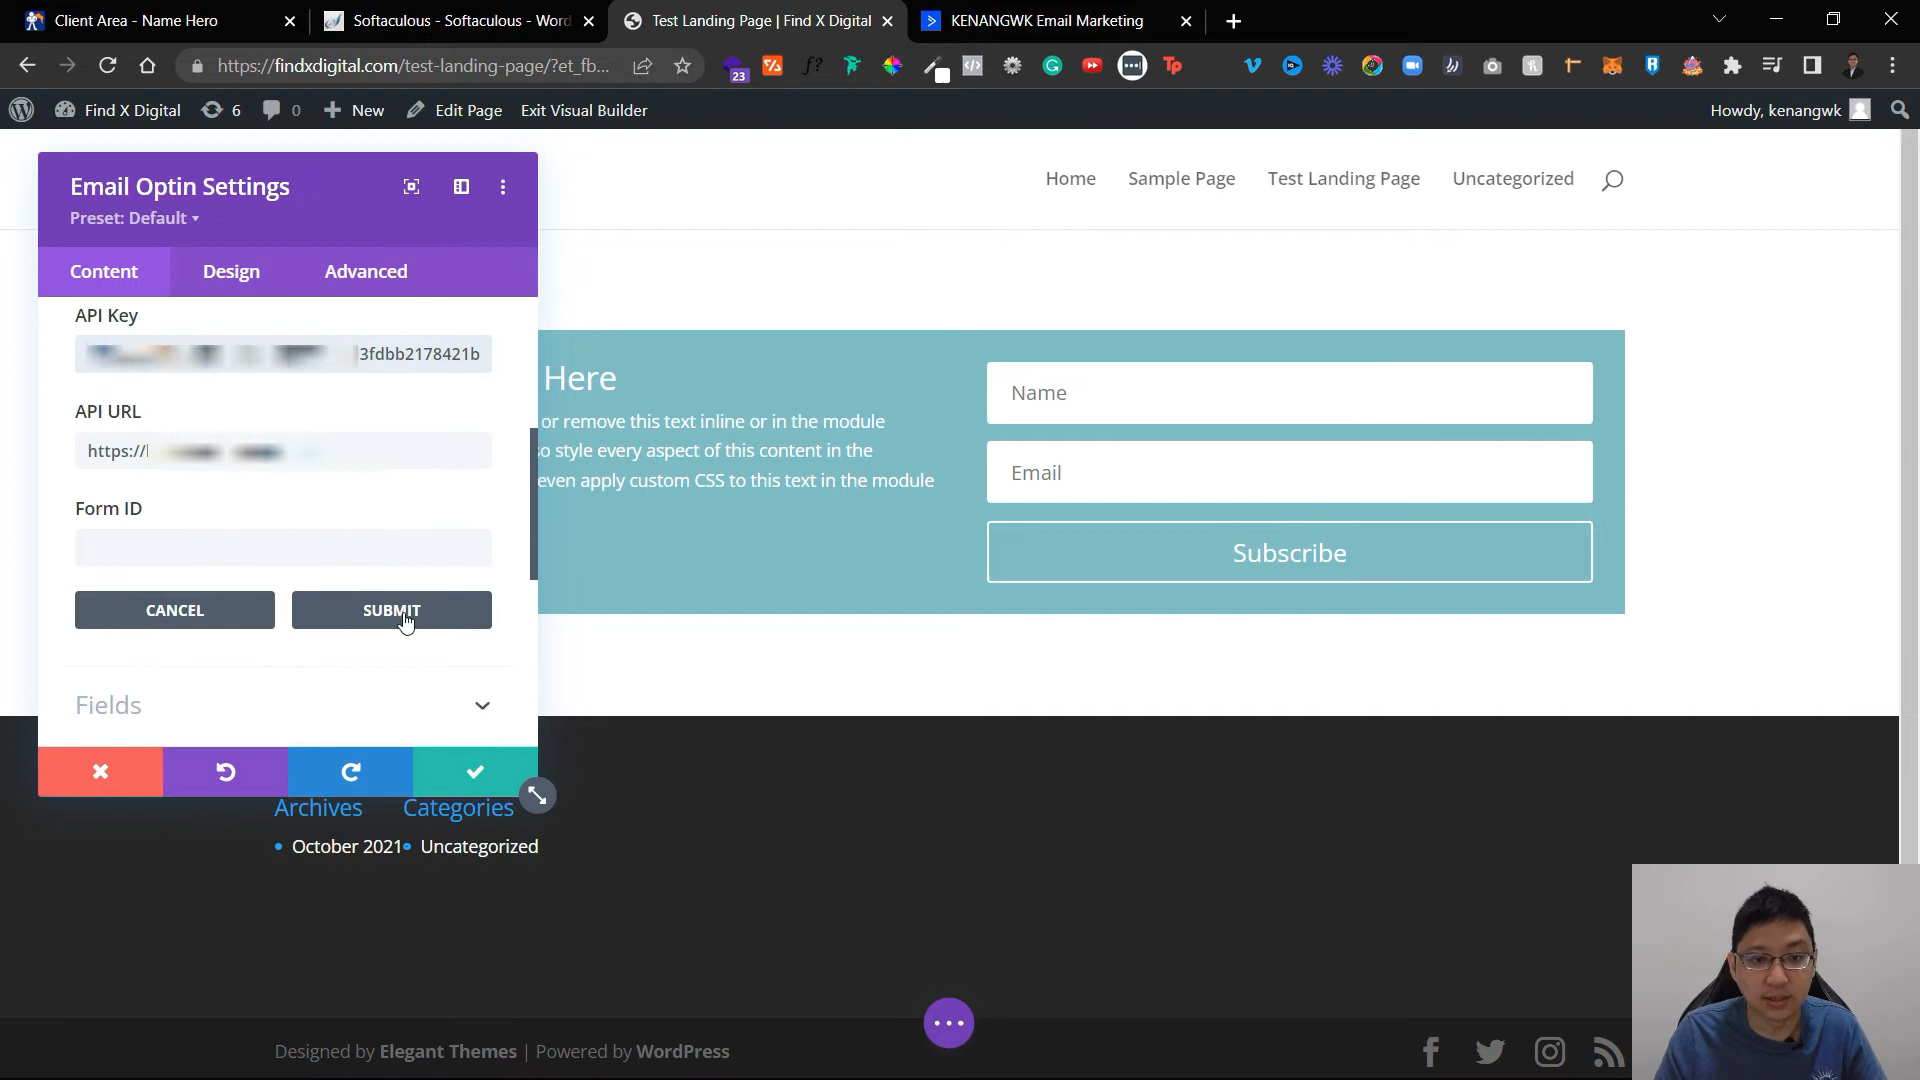 Client Area - Name Hero
Softaculous - Softaculous - Word
Test Landing Page | Find X Digital
KENANGWK Email Marketing
https://findxdigital.com/test-landing-page/?et_fb...
23
f?
Tp
Find X Digital
6
0
New
Edit Page
Exit Visual Builder
Howdy, kenangwk
Email Optin Settings
Preset: Default
Content
Design
Advanced
Home
Sample Page
Test Landing Page
Uncategorized
API Key
3fdbb2178421b
API URL
https://
Form ID
CANCEL
SUBMIT
Fields
Here
or remove this text inline or in the module
so style every aspect of this content in the
even apply custom CSS to this text in the module
Name
Email
Subscribe
Archives
Categories
October 2021
Uncategorized
Designed by Elegant Themes | Powered by WordPress